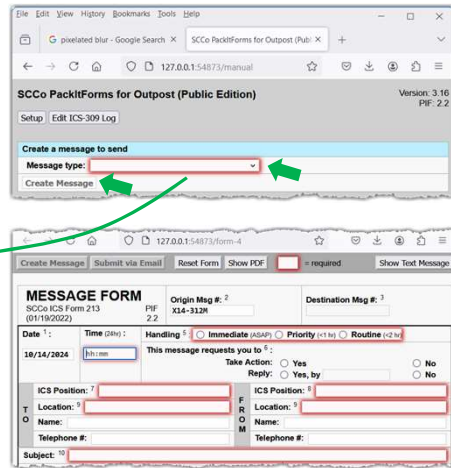 File Edit View History Bookmarks Tools Help
pixelated blur - Google Search × SCCo PackItForms for Outpost (Publ × +
127.0.0.1:54873/manual
SCCo PackItForms for Outpost (Public Edition) Version: 3.16
PIF: 2.2
Setup Edit ICS-309 Log
Create a message to send
Message type:
Create Message
127.0.0.1:54873/form-4
Create Message Submit via Email Reset Form Show PDF = required Show Text Message
MESSAGE FORM
SCCo ICS Form 213 PIF
(01/19/2022) 2.2
Origin Msg #: 2 Destination Msg #: 3
X14-312M
Date 1: Time (24hr): Handling 5: Immediate (ASAP) Priority (<1 hr) Routine (<2 hr)
10/14/2024 hh:mm This message requests you to 6:
Take Action: Yes No
Reply: Yes, by No
TO FROM
ICS Position: 7 ICS Position: 8
Location: 9 Location: 9
Name: Name:
Telephone #: Telephone #:
Subject: 10